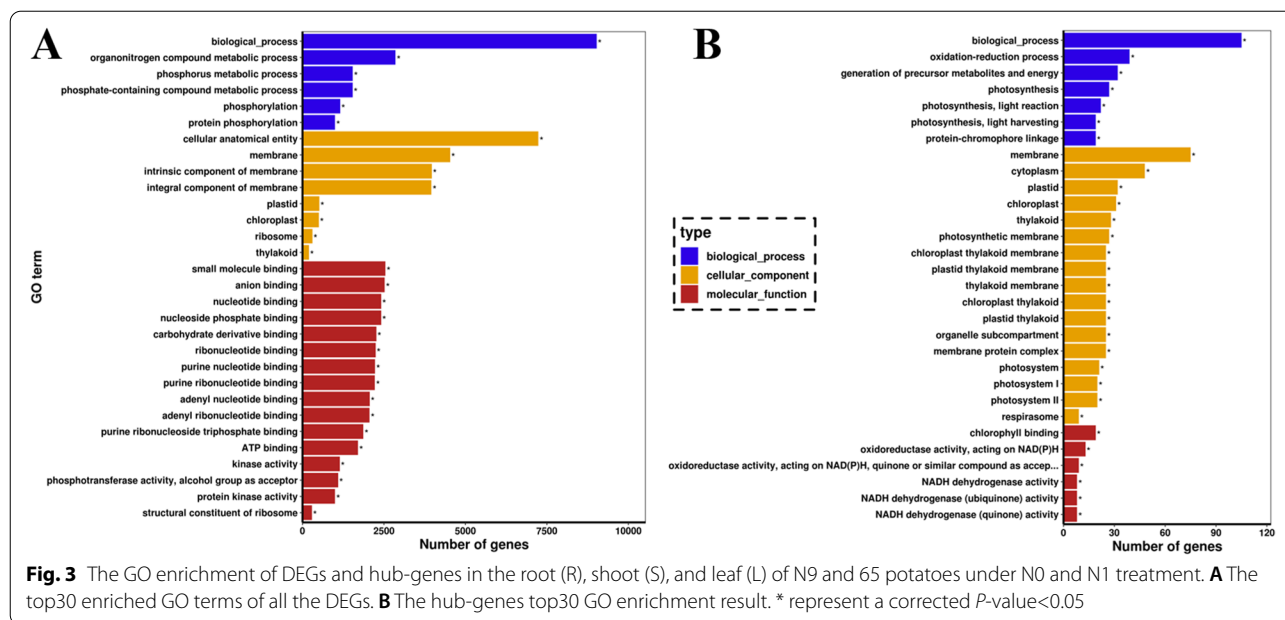 A
GO term
biological_process
organonitrogen compound metabolic process
phosphorus metabolic process
phosphate-containing compound metabolic process
phosphorylation
protein phosphorylation
cellular anatomical entity
membrane
intrinsic component of membrane
integral component of membrane
plastid
chloroplast
ribosome
thylakoid
small molecule binding
anion binding
nucleotide binding
nucleoside phosphate binding
carbohydrate derivative binding
ribonucleotide binding
purine nucleotide binding
purine ribonucleotide binding
adenyl nucleotide binding
adenyl ribonucleotide binding
purine ribonucleoside triphosphate binding
ATP binding
kinase activity
phosphotransferase activity, alcohol group as acceptor
protein kinase activity
structural constituent of ribosome
0 2500 5000 7500 10000
Number of genes
type
biological_process
cellular_component
molecular_function
B
biological_process
oxidation-reduction process
generation of precursor metabolites and energy
photosynthesis
photosynthesis, light reaction
photosynthesis, light harvesting
protein-chromophore linkage
membrane
cytoplasm
plastid
chloroplast
thylakoid
photosynthetic membrane
chloroplast thylakoid membrane
plastid thylakoid membrane
thylakoid membrane
chloroplast thylakoid
plastid thylakoid
organelle subcompartment
membrane protein complex
photosystem
photosystem I
photosystem II
respirasome
chlorophyll binding
oxidoreductase activity, acting on NAD(P)H
oxidoreductase activity, acting on NAD(P)H, quinone or similar compound as accep...
NADH dehydrogenase activity
NADH dehydrogenase (ubiquinone) activity
NADH dehydrogenase (quinone) activity
0 30 60 90 120
Number of genes
Fig. 3 The GO enrichment of DEGs and hub-genes in the root (R), shoot (S), and leaf (L) of N9 and 65 potatoes under N0 and N1 treatment. A The
top30 enriched GO terms of all the DEGs. B The hub-genes top30 GO enrichment result. * represent a corrected P-value<0.05